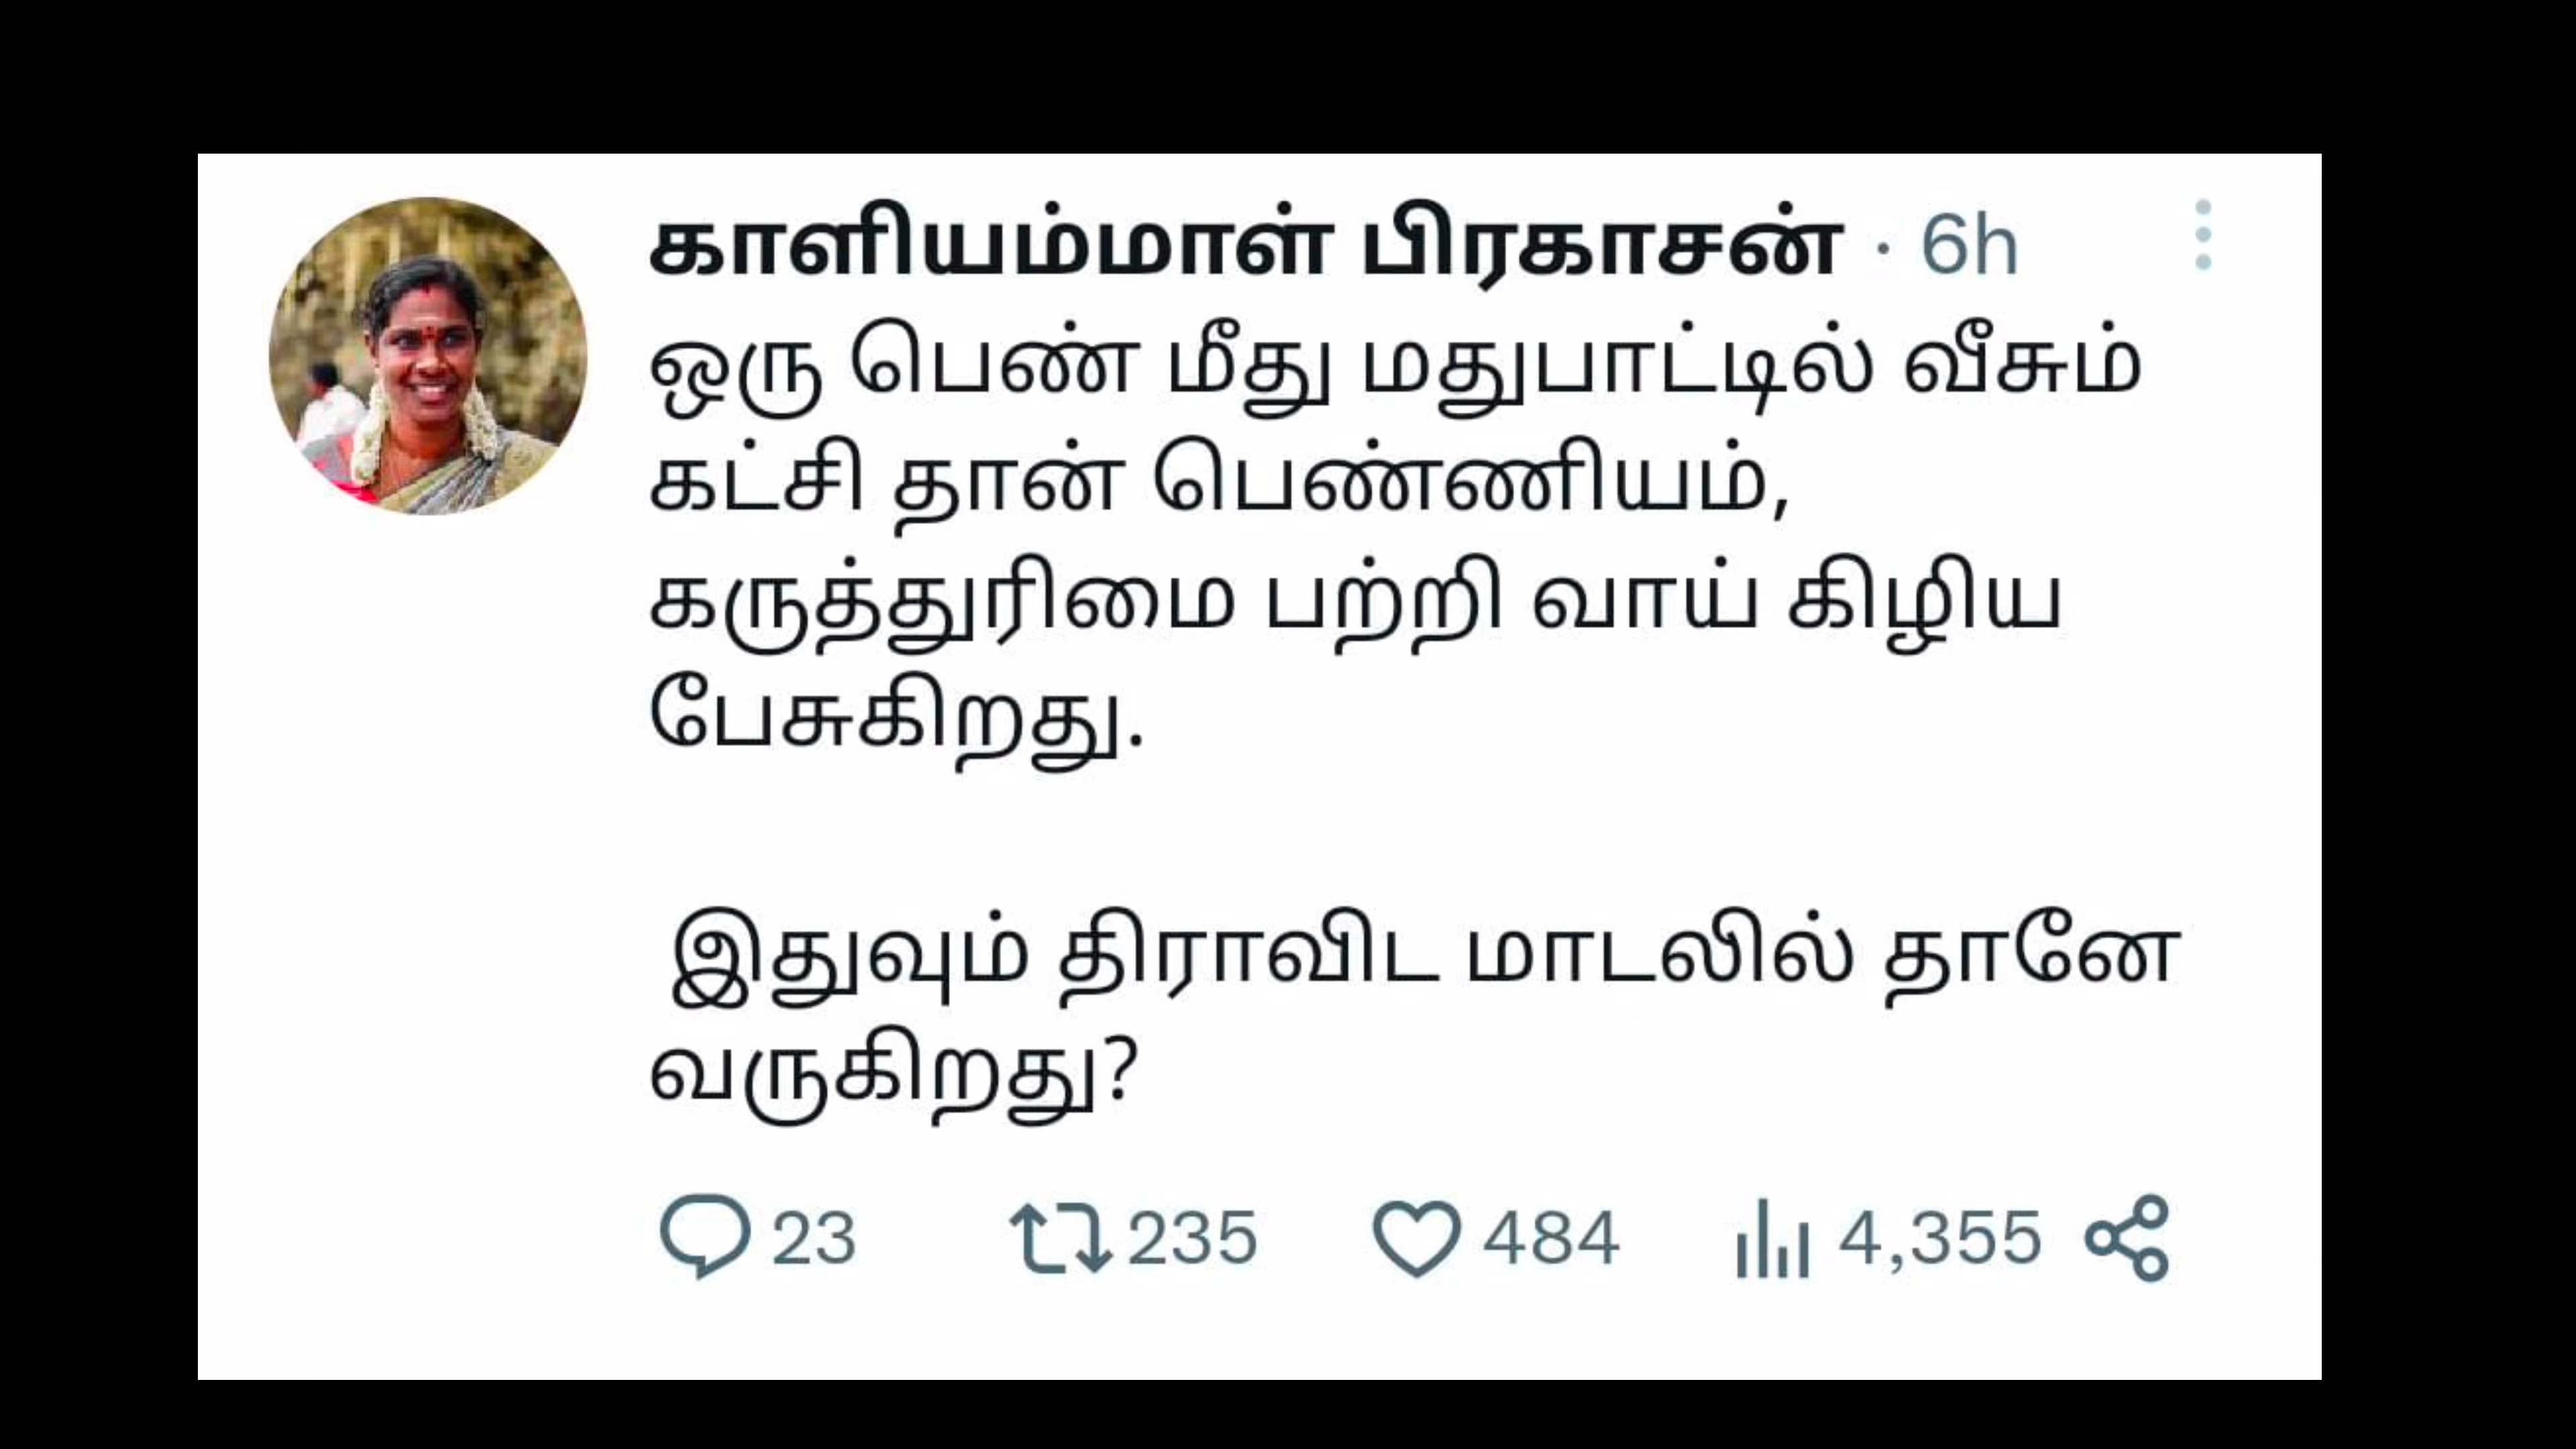 காளியம்மாள் பிரகாசன் · 6h
ஒரு பெண் மீது மதுபாட்டில் வீசும்
கட்சி தான் பெண்ணியம்,
கருத்துரிமை பற்றி வாய் கிழிய
பேசுகிறது.
இதுவும் திராவிட மாடலில் தானே
வருகிறது?
23 235 484 4,355